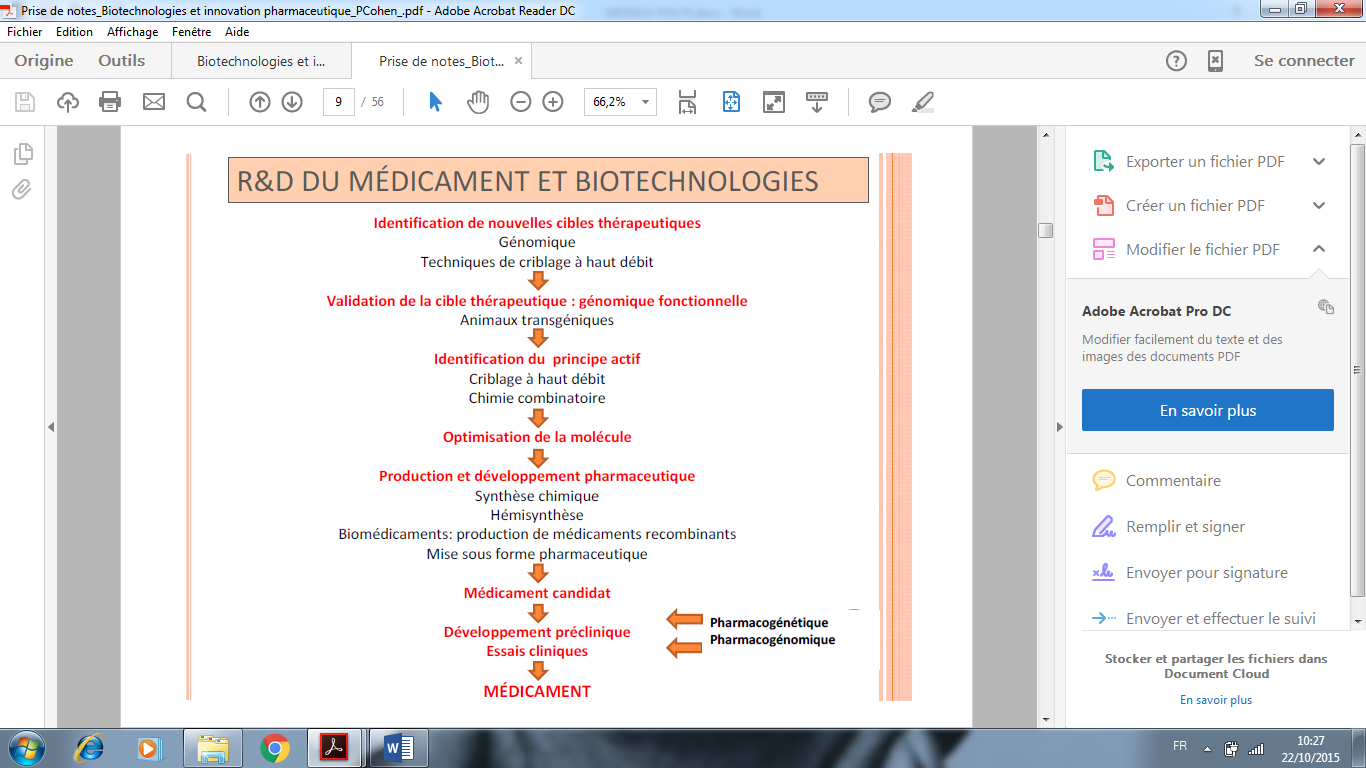 Prise de notes_Biotechnologies et innovation pharmaceutique_PCohen_.pdf - Adobe Acrobat Reader DC
Fichier Edition Affichage Fenêtre Aide
Origine Outils Biotechnologies et i... Prise de notes_Biot... × Se connecter
9 / 56 66,2%
R&D DU MÉDICAMENT ET BIOTECHNOLOGIES
Identification de nouvelles cibles thérapeutiques
Génomique
Techniques de criblage à haut débit
Validation de la cible thérapeutique : génomique fonctionnelle
Animaux transgéniques
Identification du principe actif
Criblage à haut débit
Chimie combinatoire
Optimisation de la molécule
Production et développement pharmaceutique
Synthèse chimique
Hémisynthèse
Biomédicaments: production de médicaments recombinants
Mise sous forme pharmaceutique
Médicament candidat
Développement préclinique
Essais cliniques
Pharmacogénétique
Pharmacogénomique
MÉDICAMENT
Exporter un fichier PDF
Créer un fichier PDF
Modifier le fichier PDF
Adobe Acrobat Pro DC
Modifier facilement du texte et des
images des documents PDF
En savoir plus
Commentaire
Remplir et signer
Envoyer pour signature
Envoyer et effectuer le suivi
Stocker et partager les fichiers dans
Document Cloud
En savoir plus
FR
10:27
22/10/2015